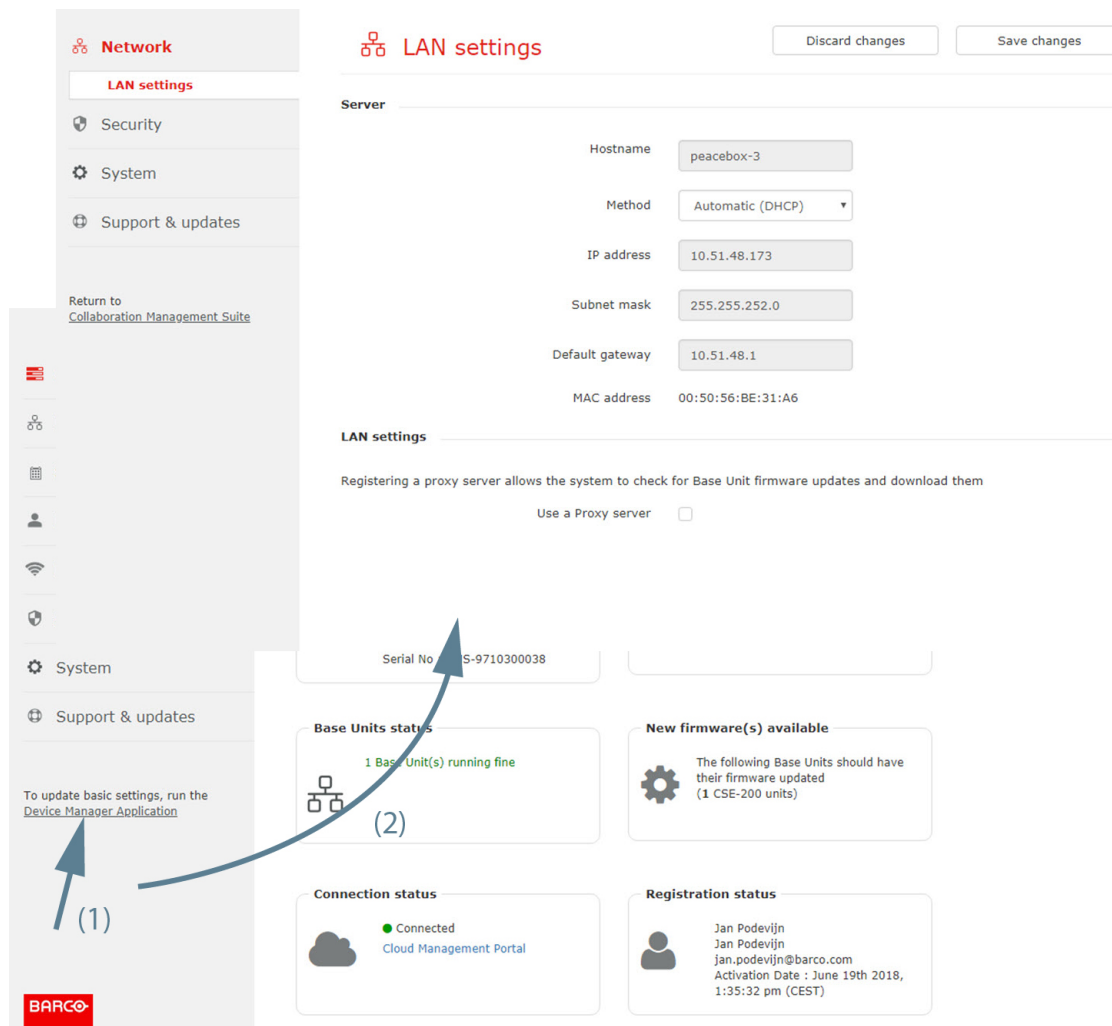 Network
LAN settings
Security
System
Support & updates
Return to
Collaboration Management Suite
LAN settings
Discard changes
Save changes
Server
Hostname
peacebox-3
Method
Automatic (DHCP)
IP address
10.51.48.173
Subnet mask
255.255.252.0
Default gateway
10.51.48.1
MAC address
00:50:56:BE:31:A6
LAN settings
Registering a proxy server allows the system to check for Base Unit firmware updates and download them
Use a Proxy server
System
Support & updates
To update basic settings, run the
Device Manager Application
(1)
BARCO
Serial No S-9710300038
Base Units status
1 Base Unit(s) running fine
(2)
New firmware(s) available
The following Base Units should have
their firmware updated
(1 CSE-200 units)
Connection status
Connected
Cloud Management Portal
Registration status
Jan Podevijn
Jan Podevijn
jan.podevijn@barco.com
Activation Date : June 19th 2018,
1:35:32 pm (CEST)